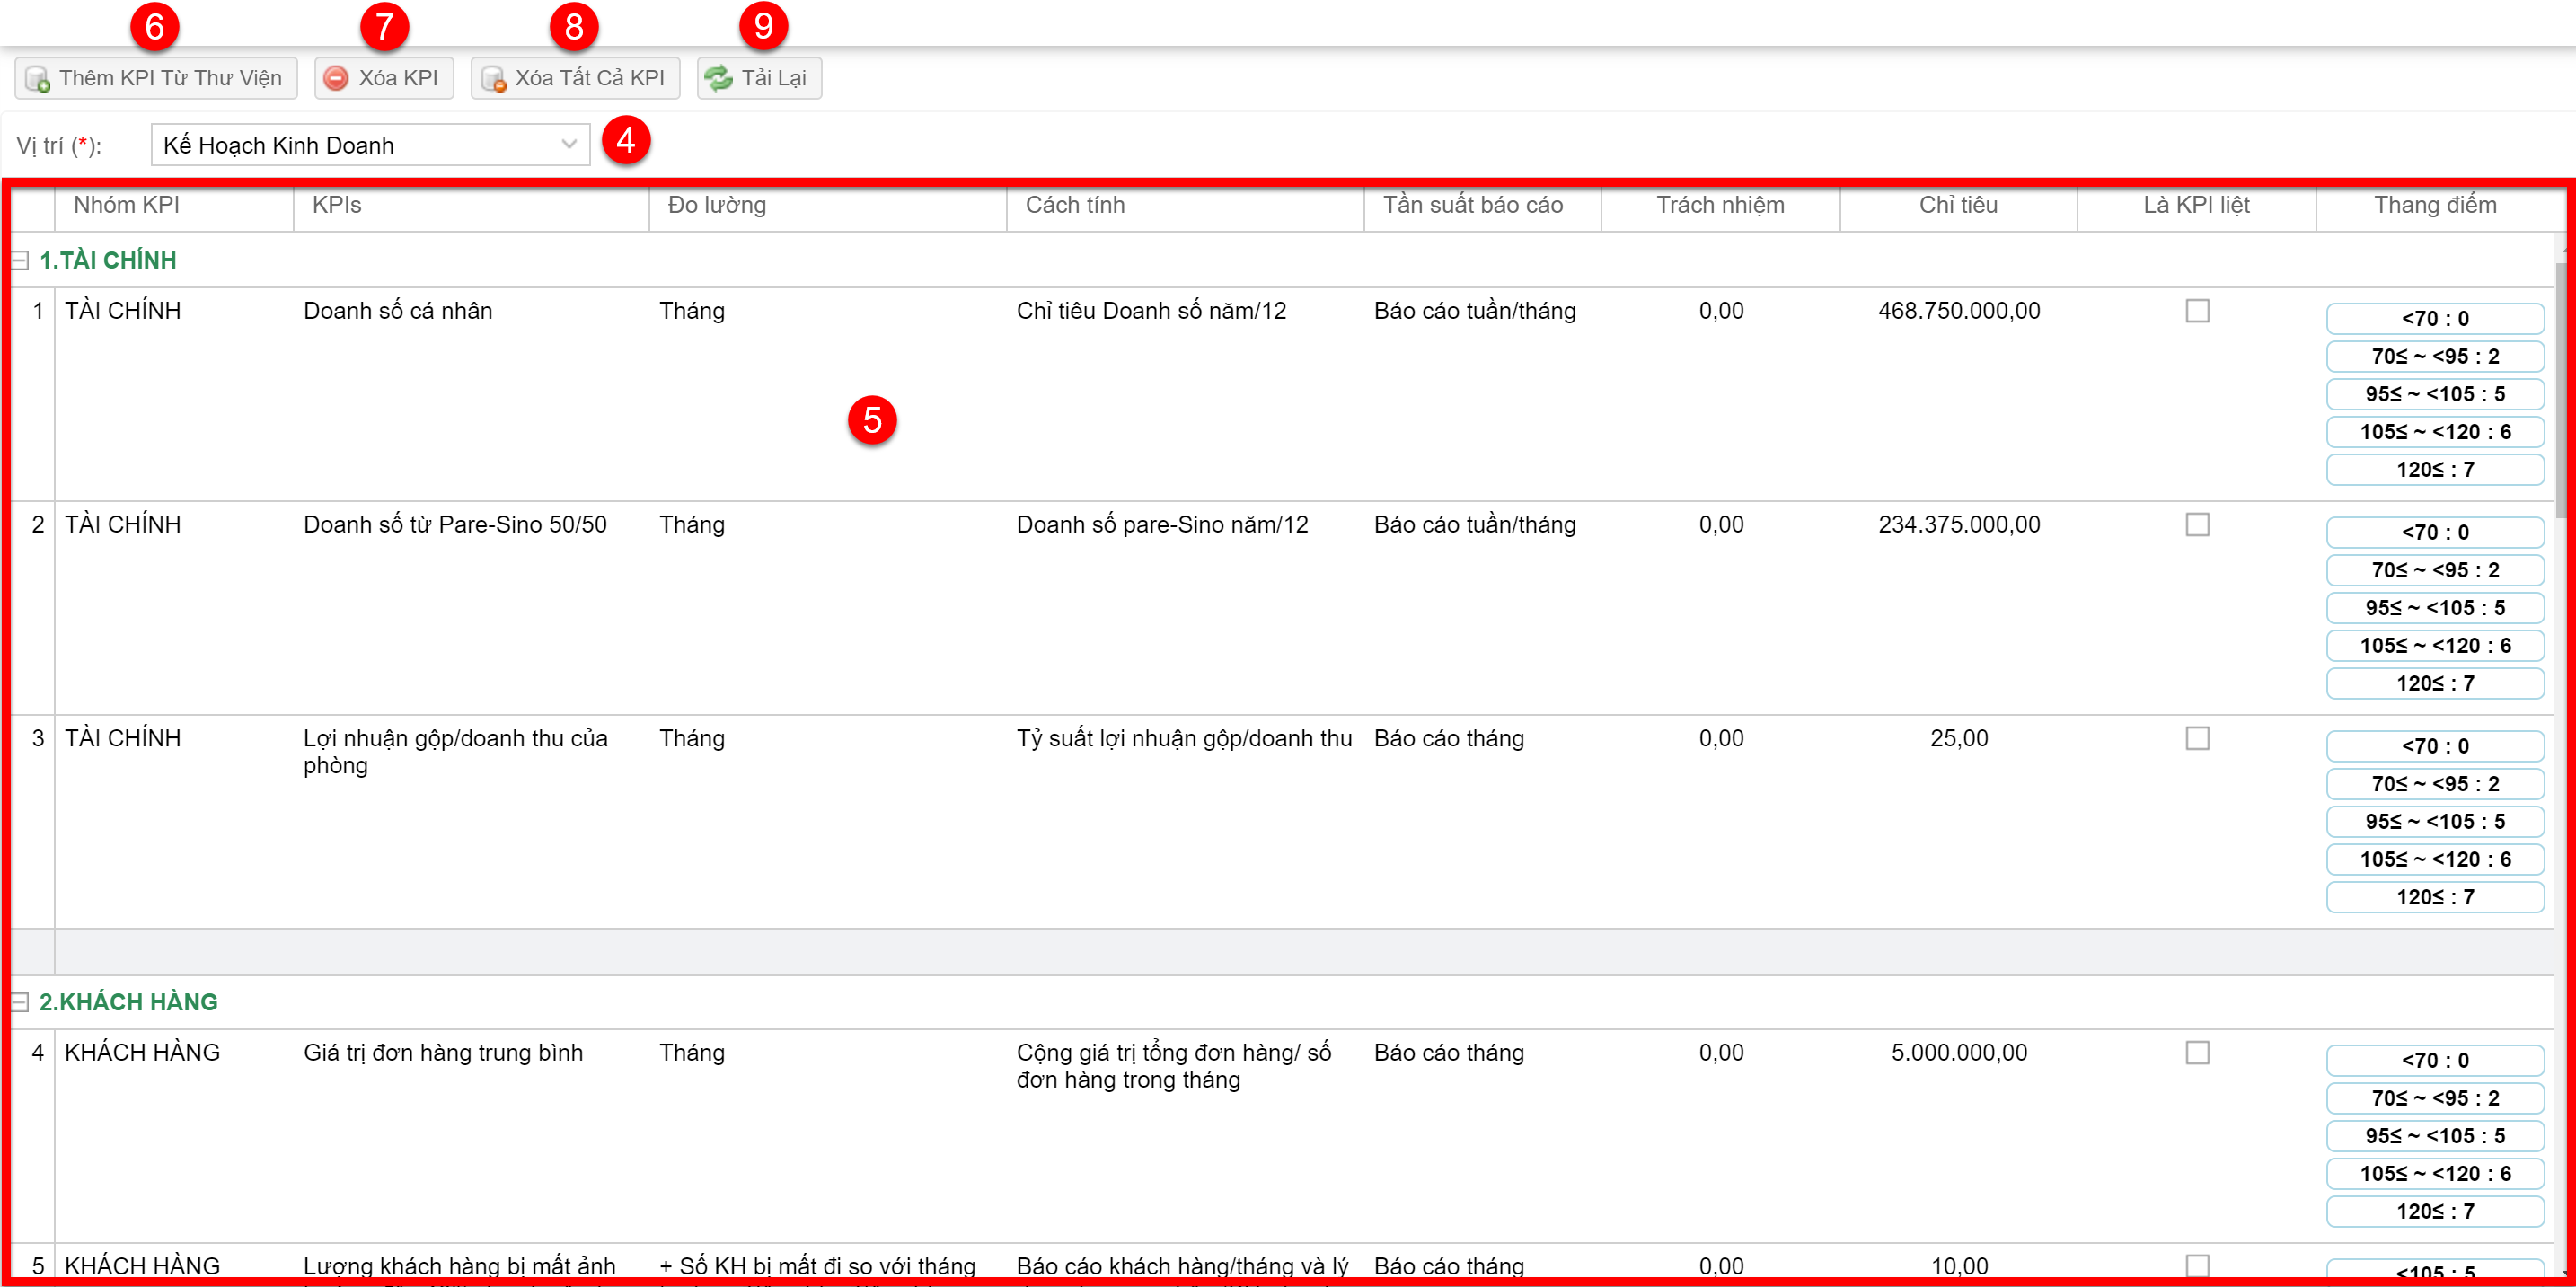 6 7 8 9
Thêm KPI Từ Thư Viện Xóa KPI Xóa Tất Cả KPI Tải Lại
Vị trí (*): Kế Hoạch Kinh Doanh 4
Nhóm KPI KPIs Đo lường Cách tính Tần suất báo cáo Trách nhiệm Chỉ tiêu Là KPI liệt Thang điểm
1.TÀI CHÍNH
1 TÀI CHÍNH Doanh số cá nhân Tháng Chỉ tiêu Doanh số năm/12 Báo cáo tuần/tháng 0,00 468.750.000,00
<70 : 0
70≤ ~ <95 : 2
95≤ ~ <105 : 5
5
105≤ ~ <120 : 6
120≤ : 7
2 TÀI CHÍNH Doanh số từ Pare-Sino 50/50 Tháng Doanh số pare-Sino năm/12 Báo cáo tuần/tháng 0,00 234.375.000,00
<70 : 0
70≤ ~ <95 : 2
95≤ ~ <105 : 5
105≤ ~ <120 : 6
120≤ : 7
3 TÀI CHÍNH Lợi nhuận gộp/doanh thu của Tháng Tỷ suất lợi nhuận gộp/doanh thu Báo cáo tháng 0,00 25,00
phòng
<70 : 0
70≤ ~ <95 : 2
95≤ ~ <105 : 5
105≤ ~ <120 : 6
120≤ : 7
2.KHÁCH HÀNG
4 KHÁCH HÀNG Giá trị đơn hàng trung bình Tháng Cộng giá trị tổng đơn hàng/ số Báo cáo tháng 0,00 5.000.000,00
đơn hàng trong tháng
<70 : 0
70≤ ~ <95 : 2
95≤ ~ <105 : 5
105≤ ~ <120 : 6
120≤ : 7
5 KHÁCH HÀNG Lượng khách hàng bị mất ảnh + Số KH bị mất đi so với tháng Báo cáo khách hàng/tháng và lý Báo cáo tháng 0,00 10,00
<105 : 5